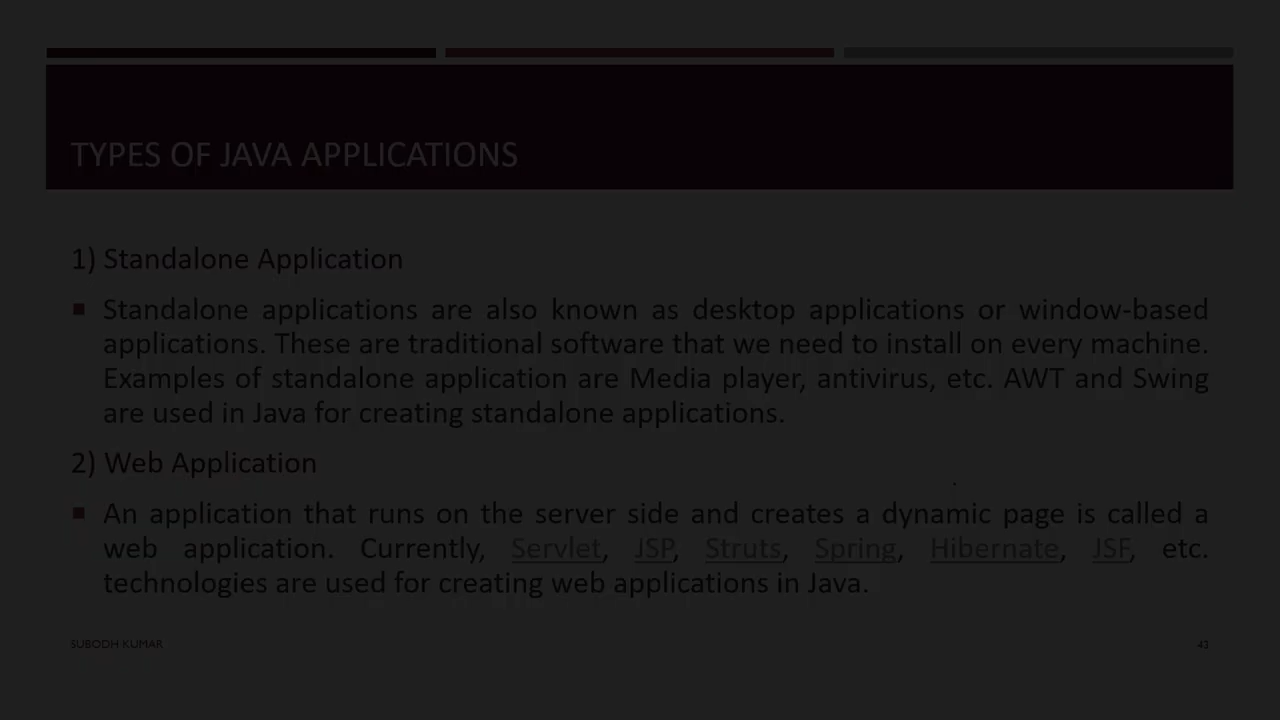 TYPES OF JAVA APPLICATIONS
1) Standalone Application
Standalone applications are also known as desktop applications or window-based
applications. These are traditional software that we need to install on every machine.
Examples of standalone application are Media player, antivirus, etc. AWT and Swing
are used in Java for creating standalone applications.
2) Web Application
An application that runs on the server side and creates a dynamic page is called a
web application. Currently, Servlet, JSP, Struts, Spring, Hibernate, JSF, etc.
technologies are used for creating web applications in Java.
SUBODH KUMAR
43